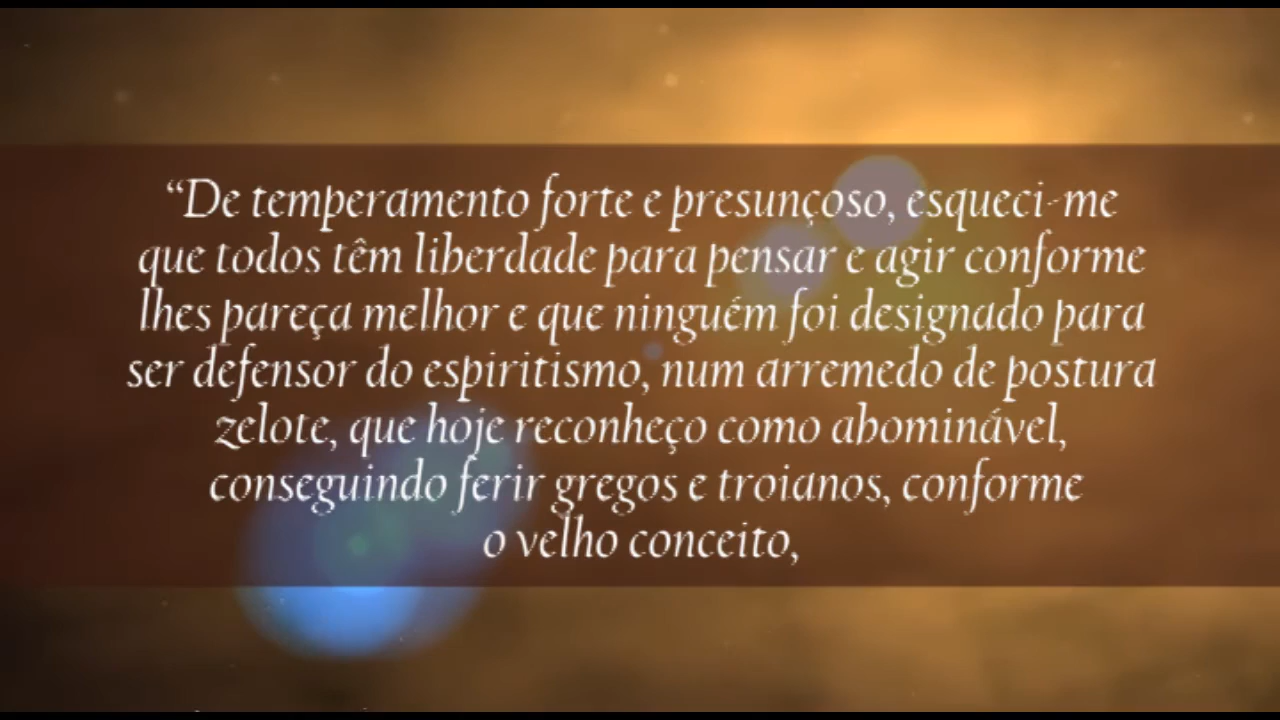 “De temperamento forte e presunçoso, esqueci-me
que todos têm liberdade para pensar e agir conforme
lhes pareça melhor e que ninguém foi designado para
ser defensor do espiritismo, num arremedo de postura
zelote, que hoje reconheço como abominável,
conseguindo ferir gregos e troianos, conforme
o velho conceito,